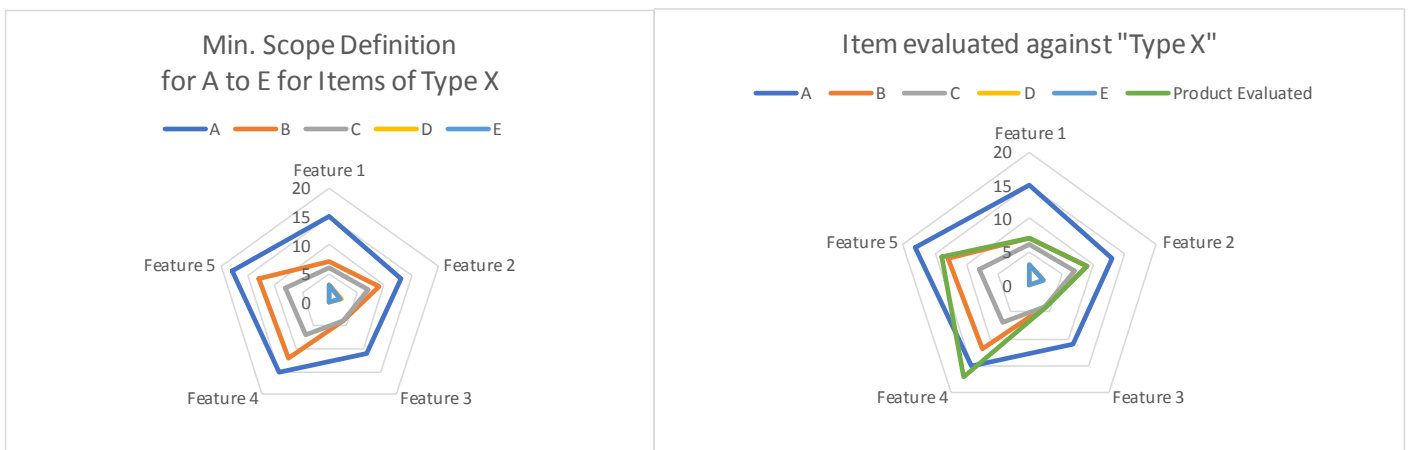 Min. Scope Definition
for A to E for Items of Type X
A B C D E
Feature 1
20
15
10
5
0
Feature 2
Feature 3
Feature 4
Feature 5
Item evaluated against "Type X"
A B C D E Product Evaluated
Feature 1
20
15
10
5
0
Feature 2
Feature 3
Feature 4
Feature 5